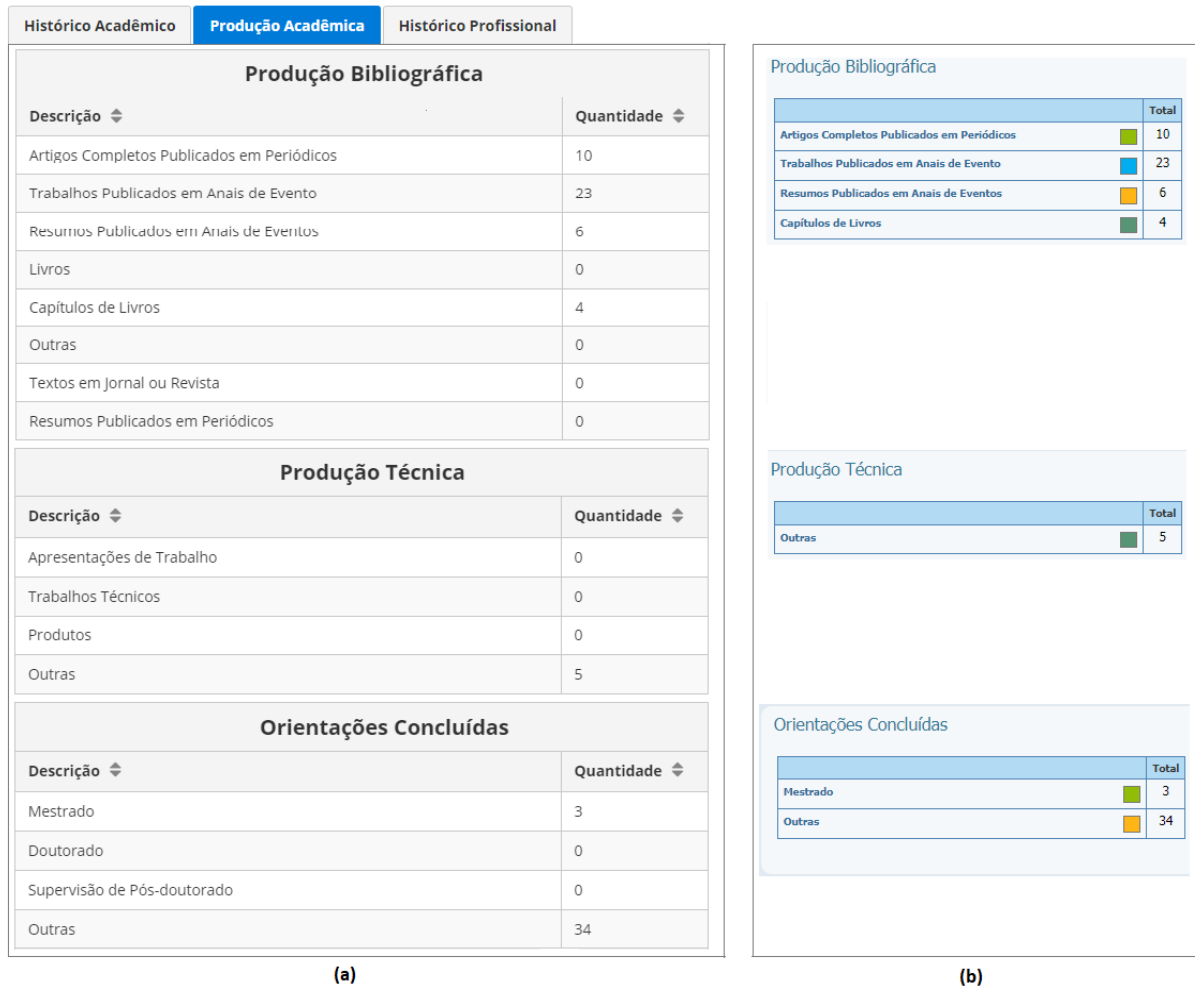 Histórico Acadêmico Produção Acadêmica Histórico Profissional
Produção Bibliográfica
Descrição Quantidade
Artigos Completos Publicados em Periódicos 10
Trabalhos Publicados em Anais de Evento 23
Resumos Publicados em Anais de Eventos 6
Livros 0
Capítulos de Livros 4
Outras 0
Textos em Jornal ou Revista 0
Resumos Publicados em Periódicos 0
Produção Técnica
Descrição Quantidade
Apresentações de Trabalho 0
Trabalhos Técnicos 0
Produtos 0
Outras 5
Orientações Concluídas
Descrição Quantidade
Mestrado 3
Doutorado 0
Supervisão de Pós-doutorado 0
Outras 34
(a)
Produção Bibliográfica
Total
Artigos Completos Publicados em Periódicos 10
Trabalhos Publicados em Anais de Evento 23
Resumos Publicados em Anais de Eventos 6
Capítulos de Livros 4
Produção Técnica
Total
Outras 5
Orientações Concluídas
Total
Mestrado 3
Outras 34
(b)